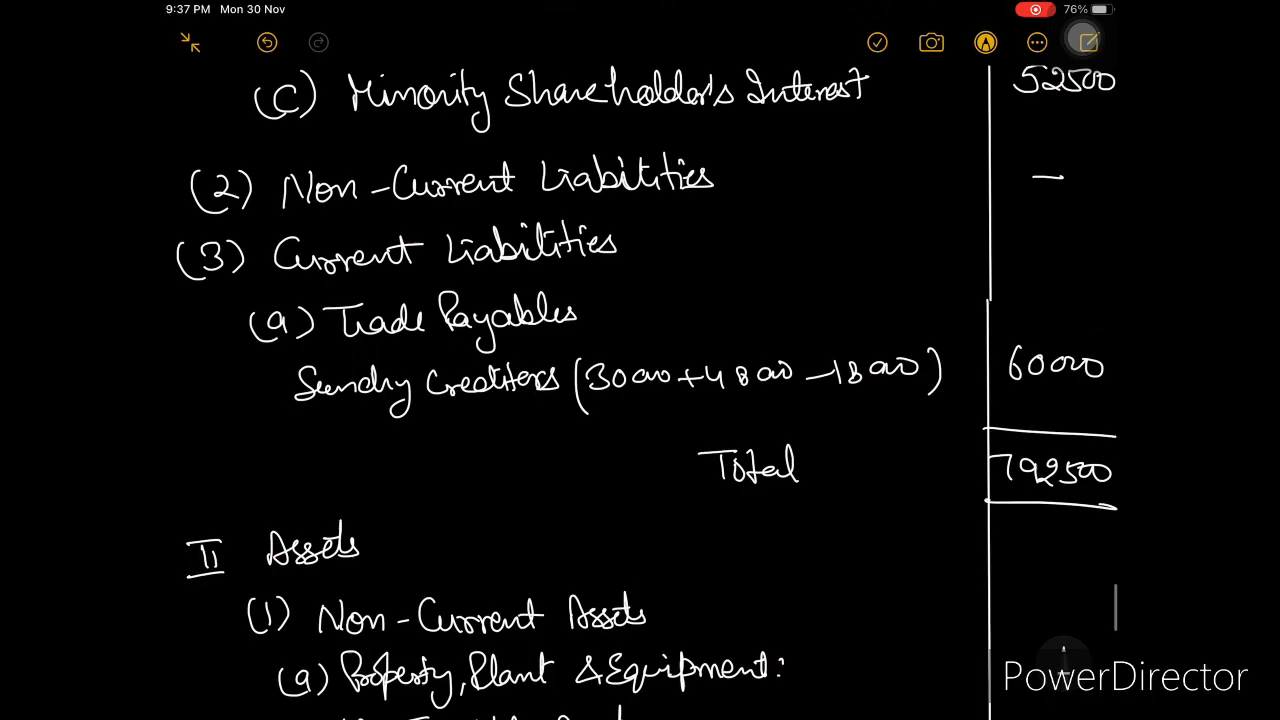 9:37 PM Mon 30 Nov 76%
(C) Minority Shareholder's Interest 52500
(2) Non-Current Liabilities —
(3) Current Liabilities
(a) Trade Payables
Sundry Creditors (30000+48000-18000) 60000
Total 792500
II Assets
(1) Non-Current Assets
(a) Property, Plant & Equipment:
PowerDirector